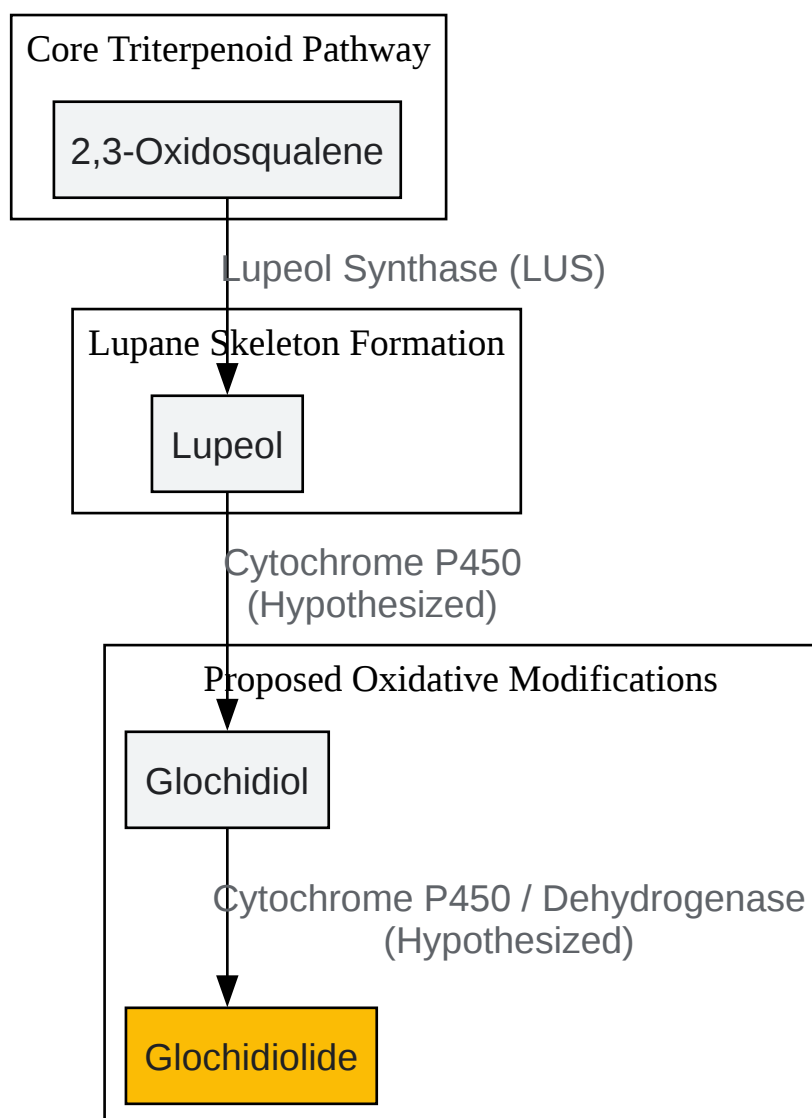 Core Triterpenoid Pathway
2,3-Oxidosqualene
Lupeol Synthase (LUS)
Lupane Skeleton Formation
Lupeol
Cytochrome P450
(Hypothesized)
Proposed Oxidative Modifications
Glochidiol
Cytochrome P450 / Dehydrogenase
(Hypothesized)
Glochidiolide